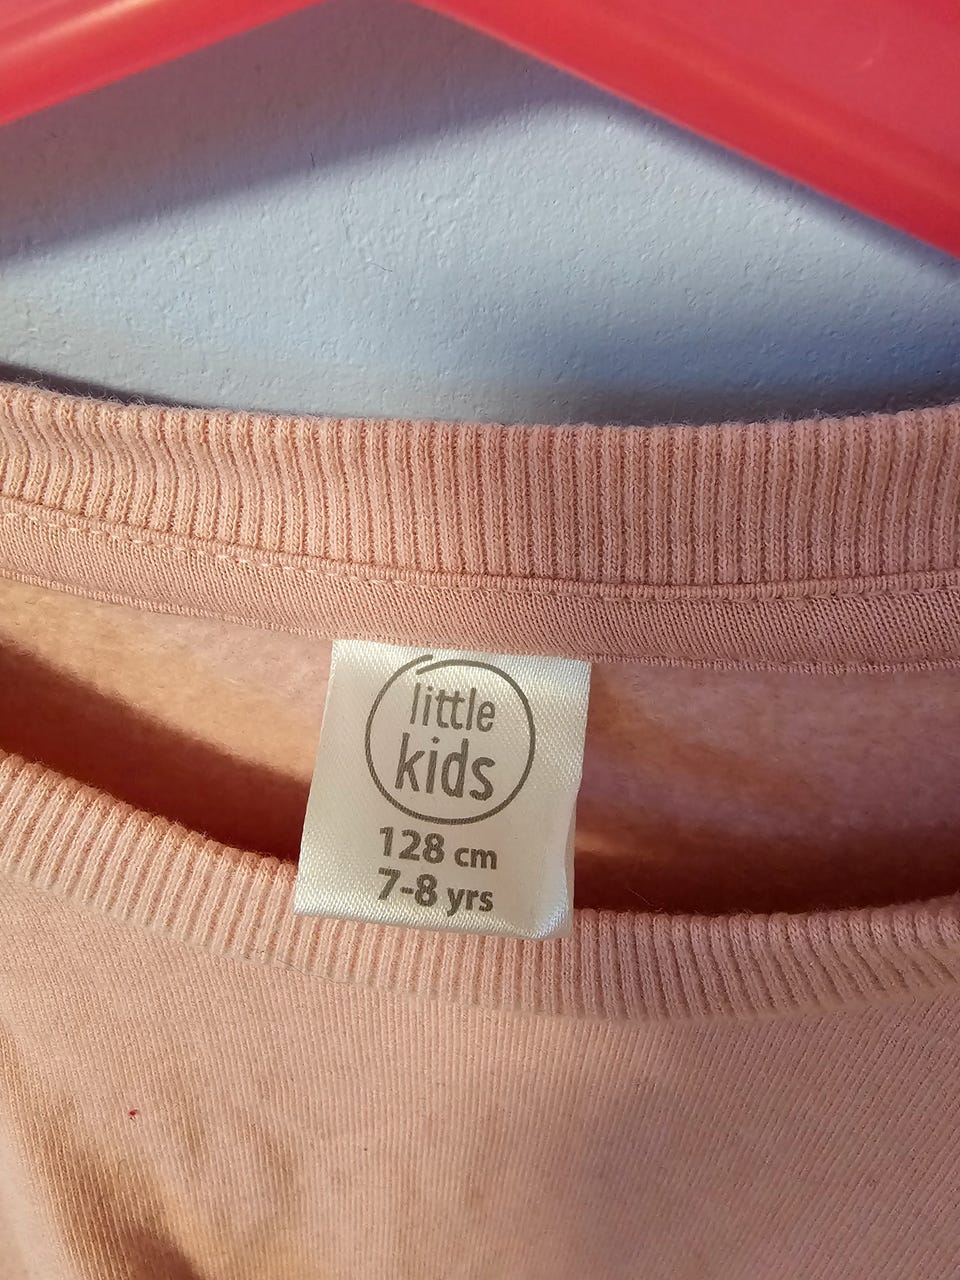 little
kids
128 cm
7-8 yrs